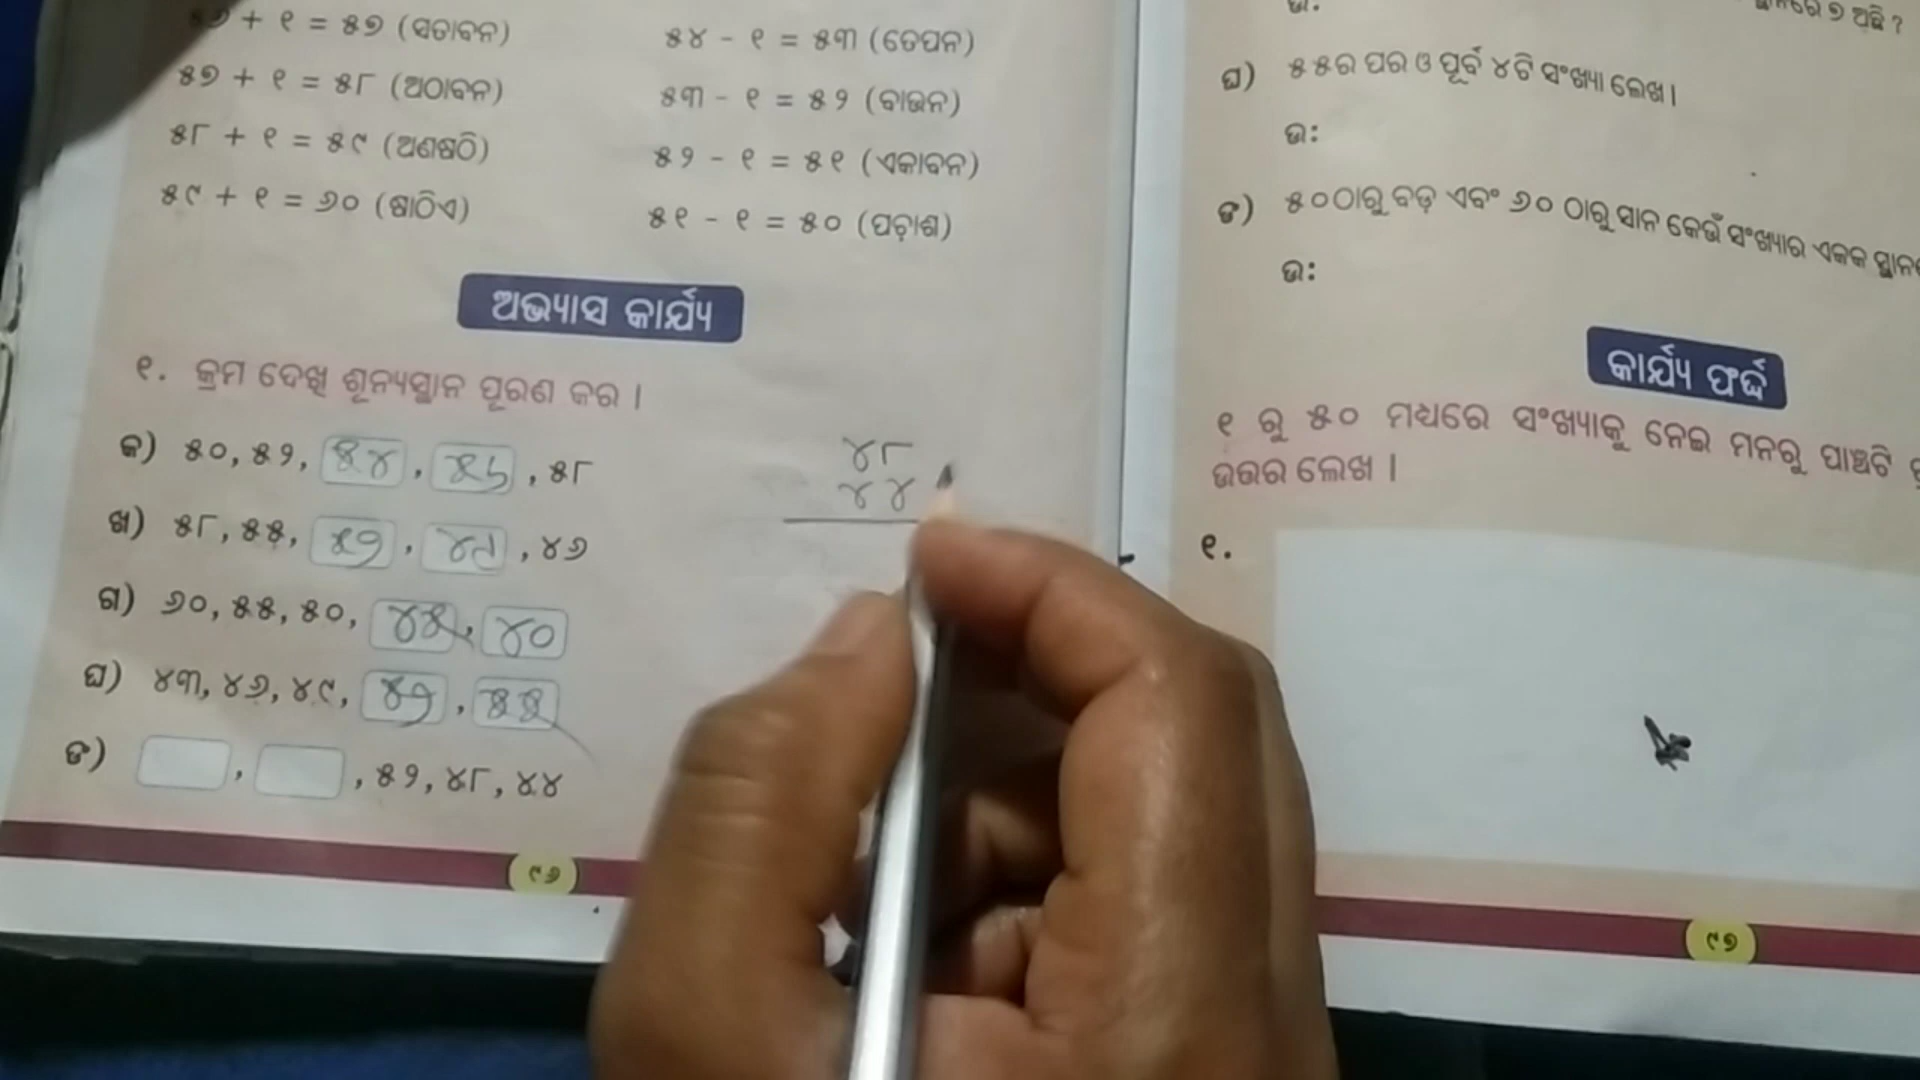 + ୧ = ୫୭ (ସତାବନ)
୫୭ + ୧ = ୫୮ (ଅଠାବନ)
୫୮ + ୧ = ୫୯ (ଅଣଷଠି)
୫୯ + ୧ = ୬୦ (ଷାଠିଏ)
୫୪ - ୧ = ୫୩ (ତେପନ)
୫୩ - ୧ = ୫୨ (ବାଉନ)
୫୨ - ୧ = ୫୧ (ଏକାବନ)
୫୧ - ୧ = ୫୦ (ପଚାଶ)
ଅଭ୍ୟାସ କାର୍ଯ୍ୟ
୧. କ୍ରମ ଦେଖି ଶୂନ୍ୟସ୍ଥାନ ପୂରଣ କର ।
କ) ୫୦, ୫୨, ୫୪, ୫୬, ୫୮
ଖ) ୫୮, ୫୫, ୫୨, ୪୯, ୪୬
ଗ) ୬୦, ୫୫, ୫୦, ୪୫, ୪୦
ଘ) ୪୩, ୪୬, ୪୯, ୫୨, ୫୫
ଙ) , , ୫୨, ୪୮, ୪୪
୪୮
୪୪
୯୬
ଉ:
୭ ଅଛି ?
ଘ) ୫୫ର ପର ଓ ପୂର୍ବ ୪ଟି ସଂଖ୍ୟା ଲେଖ।
ଉ:
ଙ) ୫୦ଠାରୁ ବଡ଼ ଏବଂ ୬୦ ଠାରୁ ସାନ କେଉଁ ସଂଖ୍ୟାର ଏକକ
ଉ:
କାର୍ଯ୍ୟ ଫର୍ଦ୍ଦ
୧ ରୁ ୫୦ ମଧ୍ୟରେ ସଂଖ୍ୟାକୁ ନେଇ ମନରୁ ପାଞ୍ଚଟି
ଉତ୍ତର ଲେଖ ।
୧.
୯୭